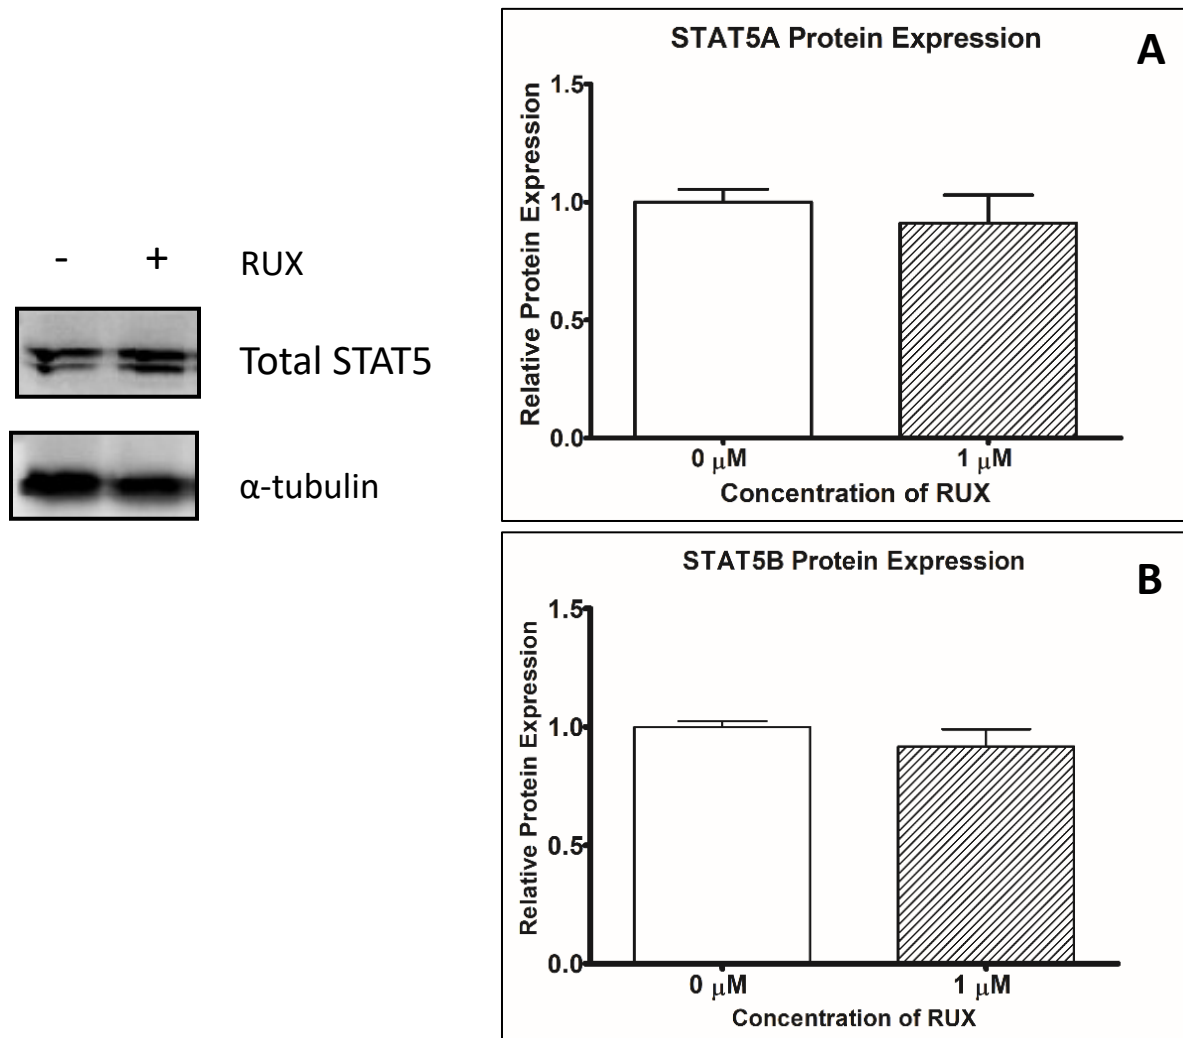 - + RUX
Total STAT5
α-tubulin
STAT5A Protein Expression
A
Relative Protein Expression
1.5
1.0
0.5
0.0
0 μM 1 μM
Concentration of RUX
STAT5B Protein Expression
B
Relative Protein Expression
1.5
1.0
0.5
0.0
0 μM 1 μM
Concentration of RUX